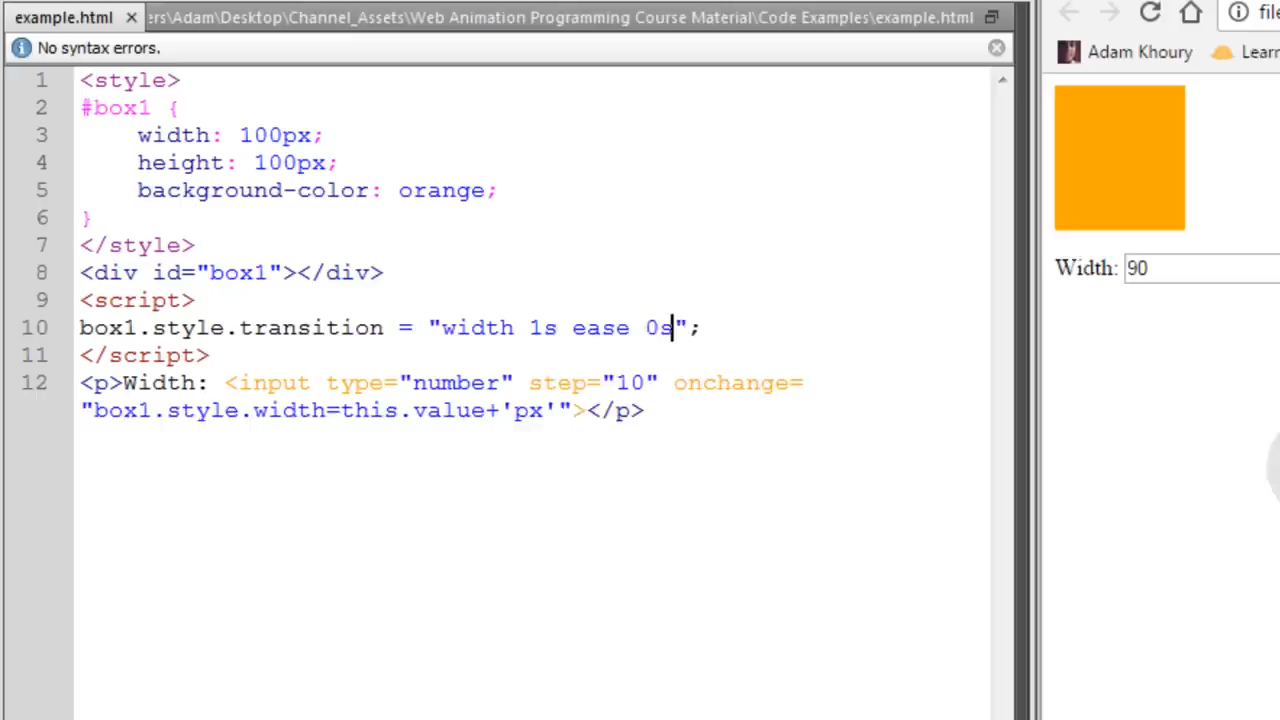 example.html × ers\Adam\Desktop\Channel_Assets\Web Animation Programming Course Material\Code Examples\example.html
No syntax errors.
1 <style>
2 #box1 {
3 width: 100px;
4 height: 100px;
5 background-color: orange;
6 }
7 </style>
8 <div id="box1"></div>
9 <script>
10 box1.style.transition = "width 1s ease 0s";
11 </script>
12 <p>Width: <input type="number" step="10" onchange=
"box1.style.width=this.value+'px'"></p>
file
Adam Khoury Learn
Width: 90